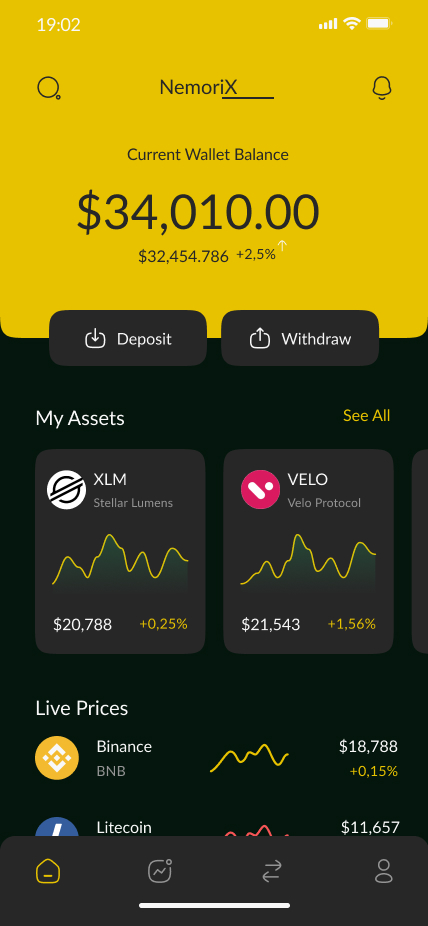 19:02
NemoriX
Current Wallet Balance
$34,010.00
$32,454.786 +2,5%
Deposit Withdraw
My Assets See All
XLM VELO
Stellar Lumens Velo Protocol
$20,788 +0,25% $21,543 +1,56%
Live Prices
Binance $18,788
BNB +0,15%
Litecoin $11,657